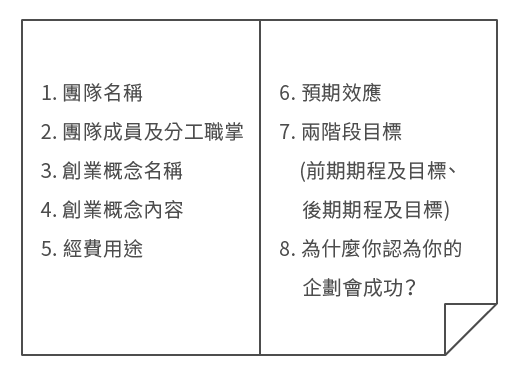 1. 團隊名稱
2. 團隊成員及分工職掌
3. 創業概念名稱
4. 創業概念內容
5. 經費用途
6. 預期效應
7. 兩階段目標
(前期期程及目標、
後期期程及目標)
8. 為什麼你認為你的
企劃會成功？